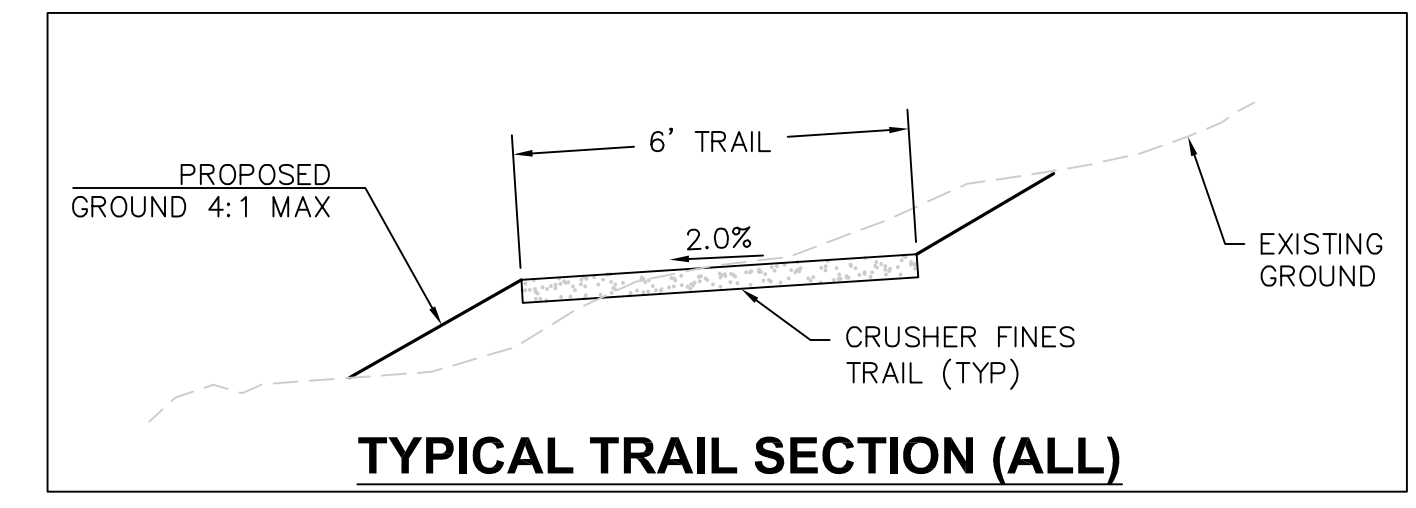 6' TRAIL
PROPOSED
GROUND 4:1 MAX
2.0%
EXISTING
GROUND
CRUSHER FINES
TRAIL (TYP)
TYPICAL TRAIL SECTION (ALL)